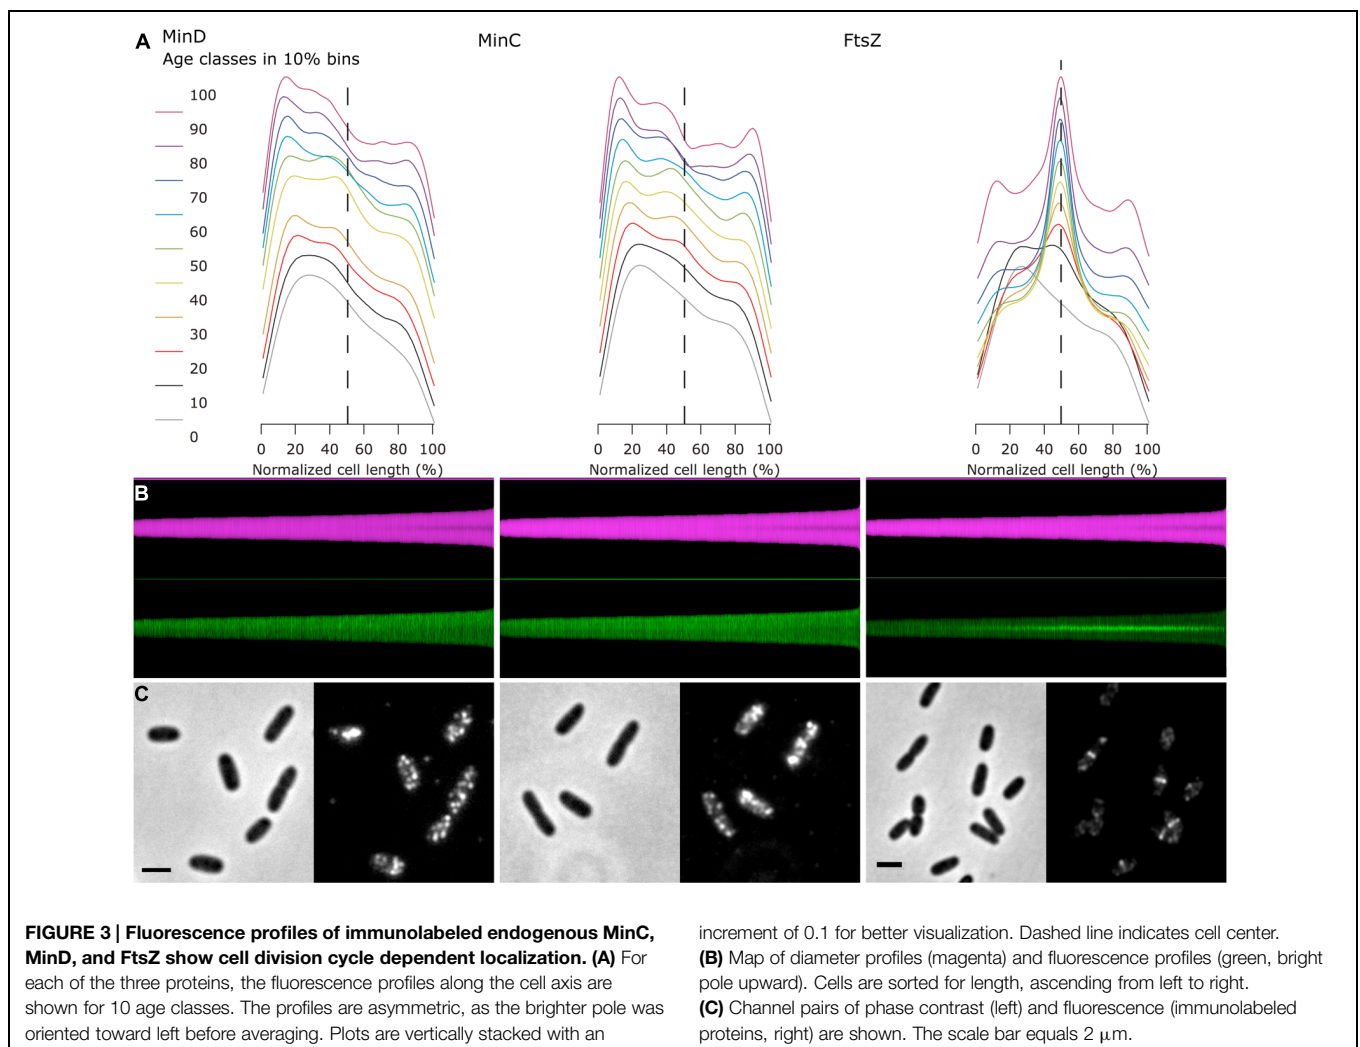 A MinD MinC FtsZ
Age classes in 10% bins
100
90
80
70
60
50
40
30
20
10
0
0 20 40 60 80 100 0 20 40 60 80 100 0 20 40 60 80 100
Normalized cell length (%) Normalized cell length (%) Normalized cell length (%)
B
C
FIGURE 3 | Fluorescence profiles of immunolabeled endogenous MinC,
MinD, and FtsZ show cell division cycle dependent localization. (A) For
each of the three proteins, the fluorescence profiles along the cell axis are
shown for 10 age classes. The profiles are asymmetric, as the brighter pole was
oriented toward left before averaging. Plots are vertically stacked with an
increment of 0.1 for better visualization. Dashed line indicates cell center.
(B) Map of diameter profiles (magenta) and fluorescence profiles (green, bright
pole upward). Cells are sorted for length, ascending from left to right.
(C) Channel pairs of phase contrast (left) and fluorescence (immunolabeled
proteins, right) are shown. The scale bar equals 2 μm.